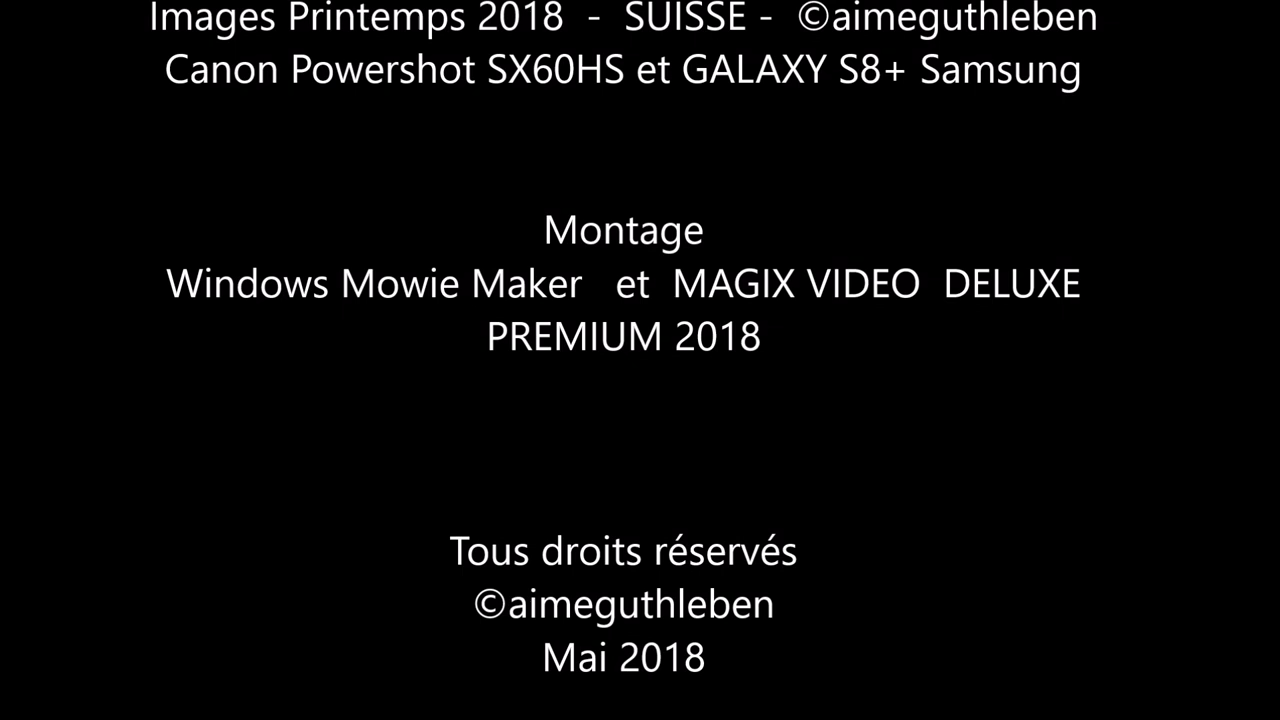 Images Printemps 2018 - SUISSE - ©aimeguthleben
Canon Powershot SX60HS et GALAXY S8+ Samsung
Montage
Windows Mowie Maker et MAGIX VIDEO DELUXE
PREMIUM 2018
Tous droits réservés
©aimeguthleben
Mai 2018